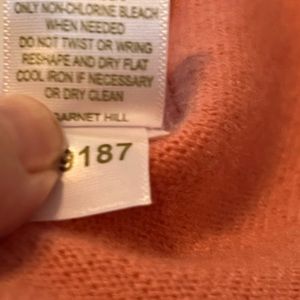 ONLY NON-CHLORINE BLEACH
WHEN NEEDED
DO NOT TWIST OR WRING
RESHAPE AND DRY FLAT
COOL IRON IF NECESSARY
OR DRY CLEAN
GARNET HILL
9187